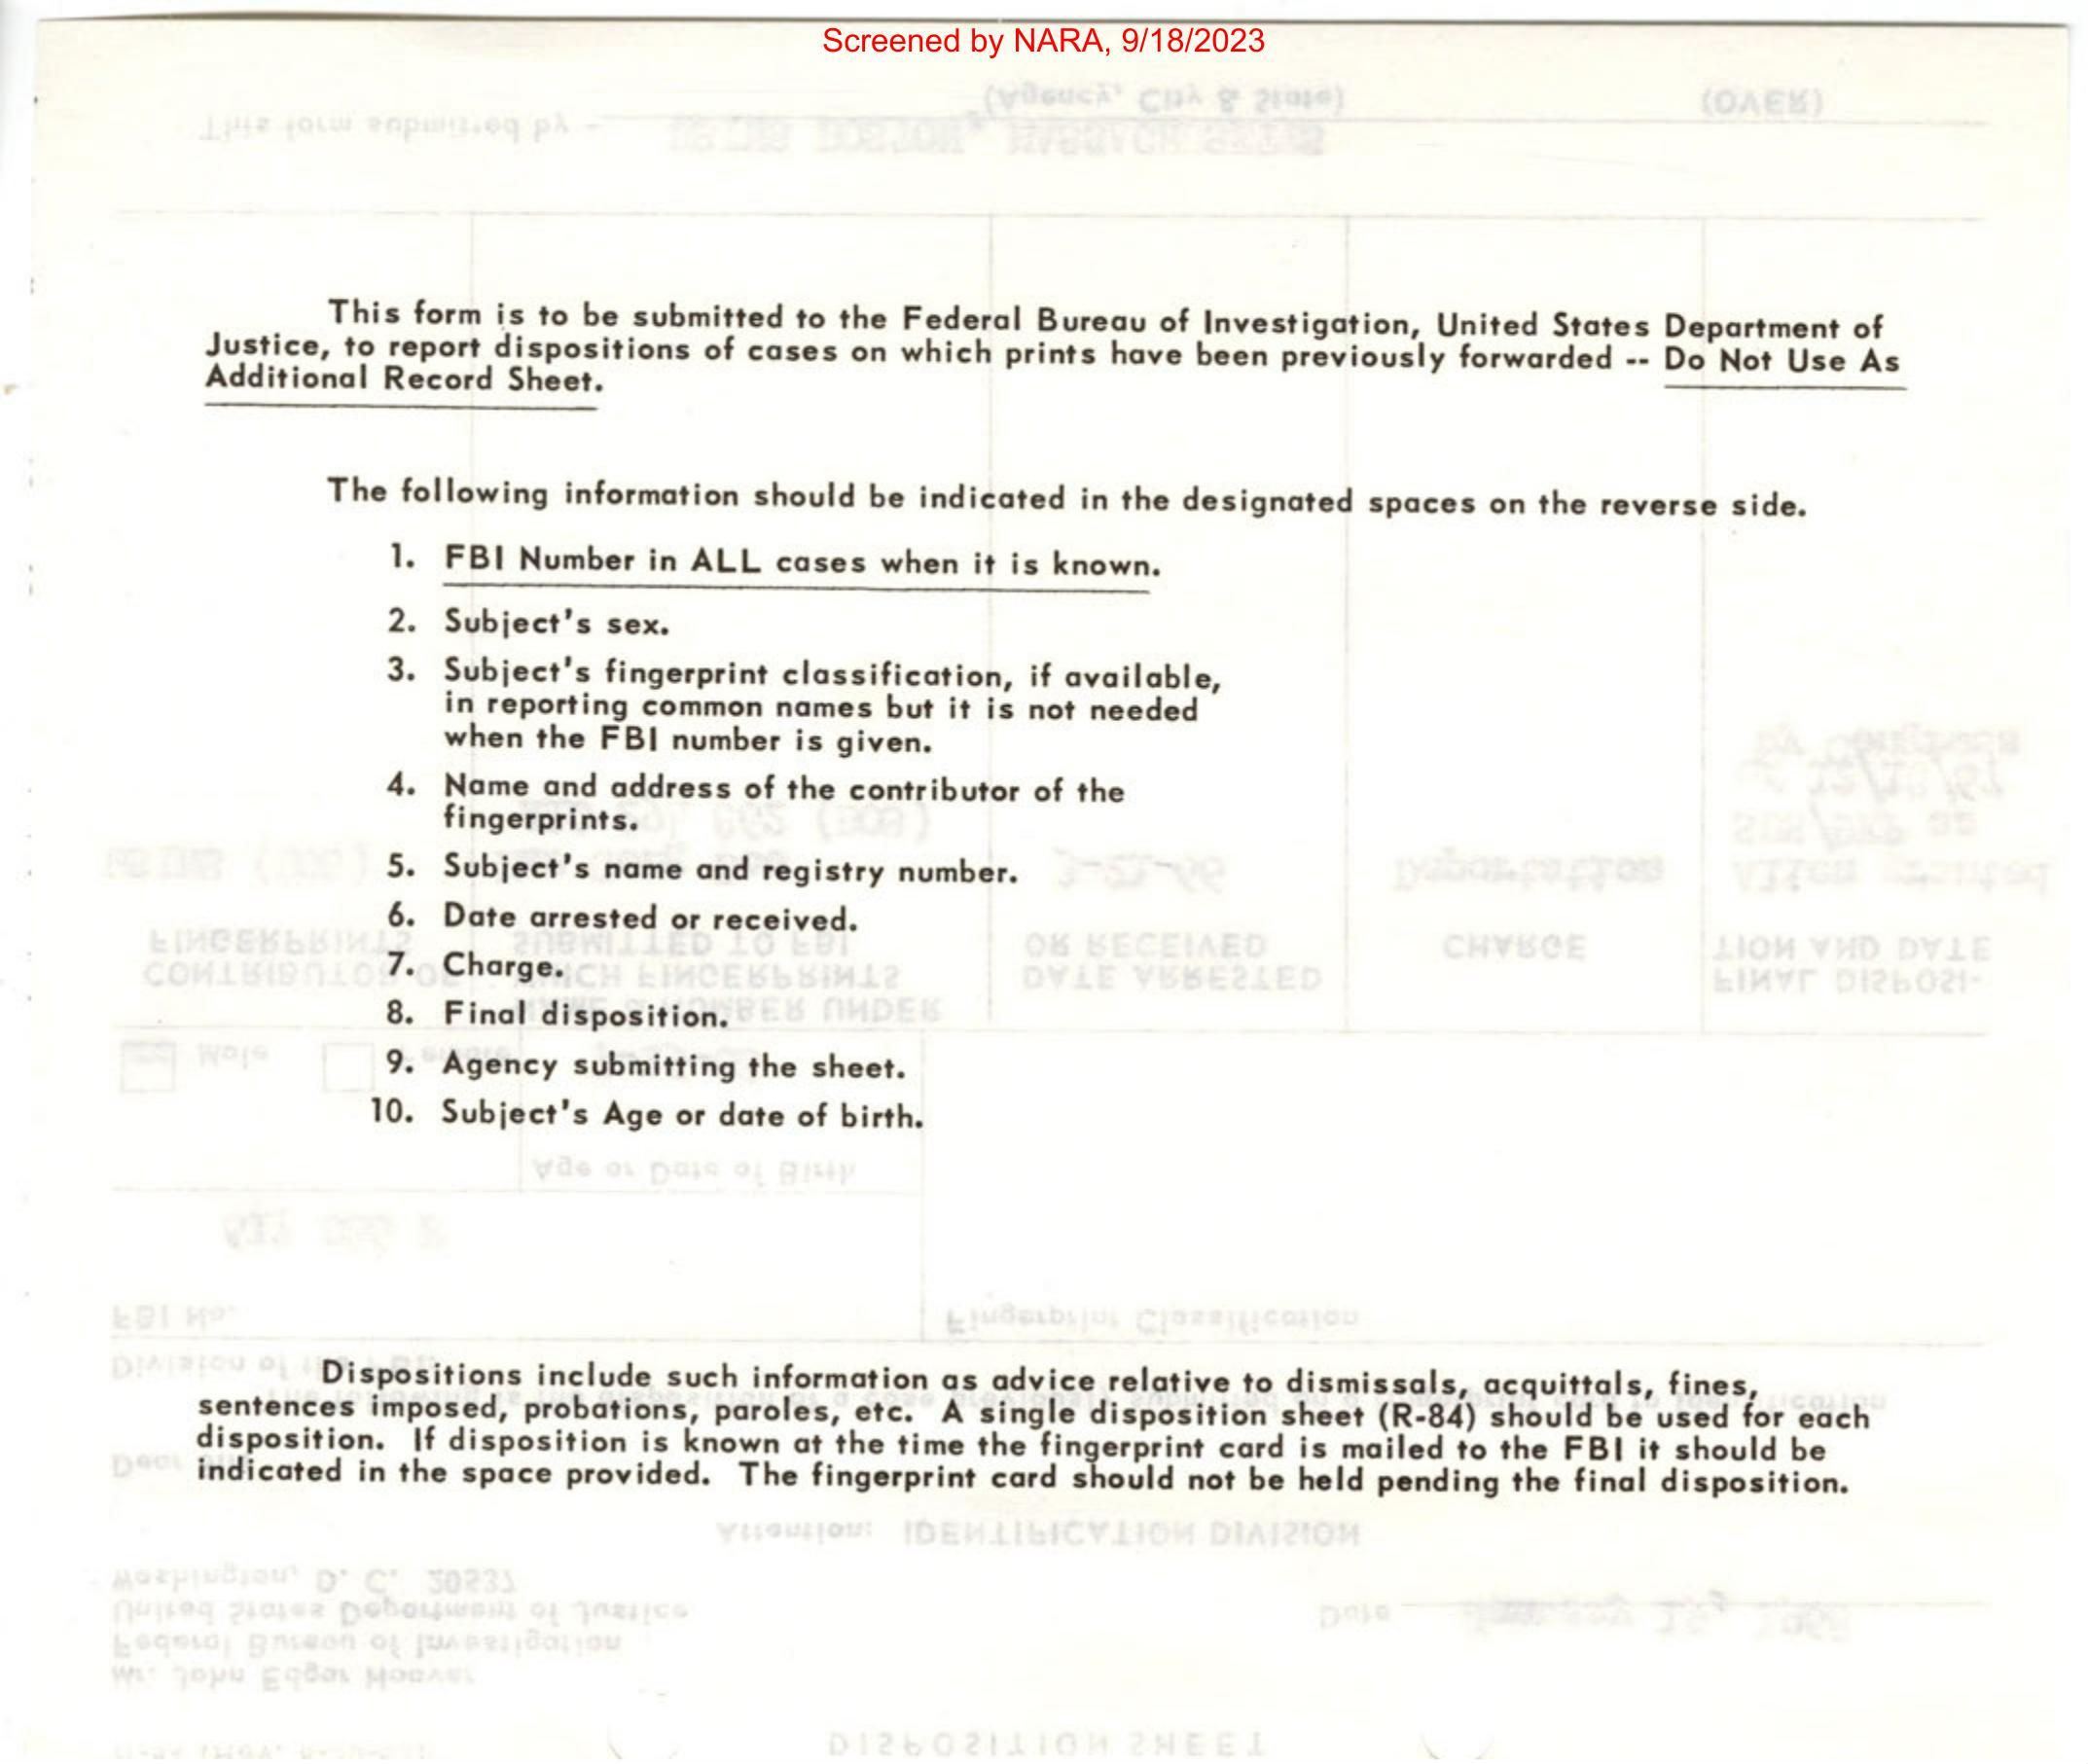 Screened by NARA, 9/18/2023
This form is to be submitted to the Federal Bureau of Investigation, United States Department of
Justice, to report dispositions of cases on which prints have been previously forwarded -- Do Not Use As
Additional Record Sheet.
The following information should be indicated in the designated spaces on the reverse side.
1. FBI Number in ALL cases when it is known.
2. Subject's sex.
3. Subject's fingerprint classification, if available,
in reporting common names but it is not needed
when the FBI number is given.
4. Name and address of the contributor of the
fingerprints.
5. Subject's name and registry number.
6. Date arrested or received.
7. Charge.
8. Final disposition.
9. Agency submitting the sheet.
10. Subject's Age or date of birth.
Dispositions include such information as advice relative to dismissals, acquittals, fines,
sentences imposed, probations, paroles, etc. A single disposition sheet (R-84) should be used for each
disposition. If disposition is known at the time the fingerprint card is mailed to the FBI it should be
indicated in the space provided. The fingerprint card should not be held pending the final disposition.